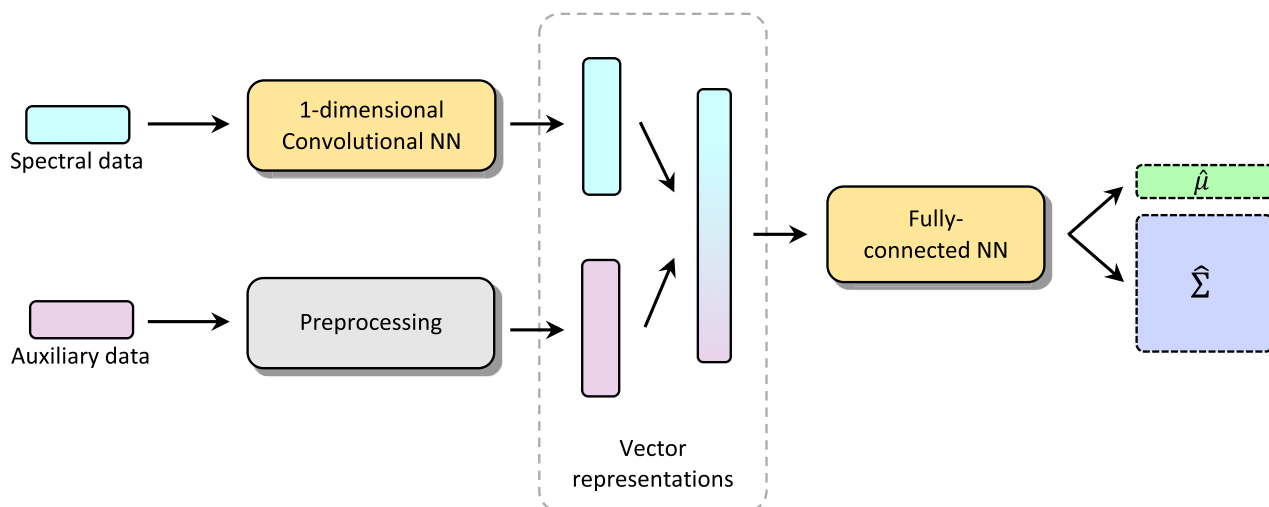 Spectral data
1-dimensional
Convolutional NN
Auxiliary data
Preprocessing
Vector
representations
Fully-
connected NN
μ̂
Σ̂